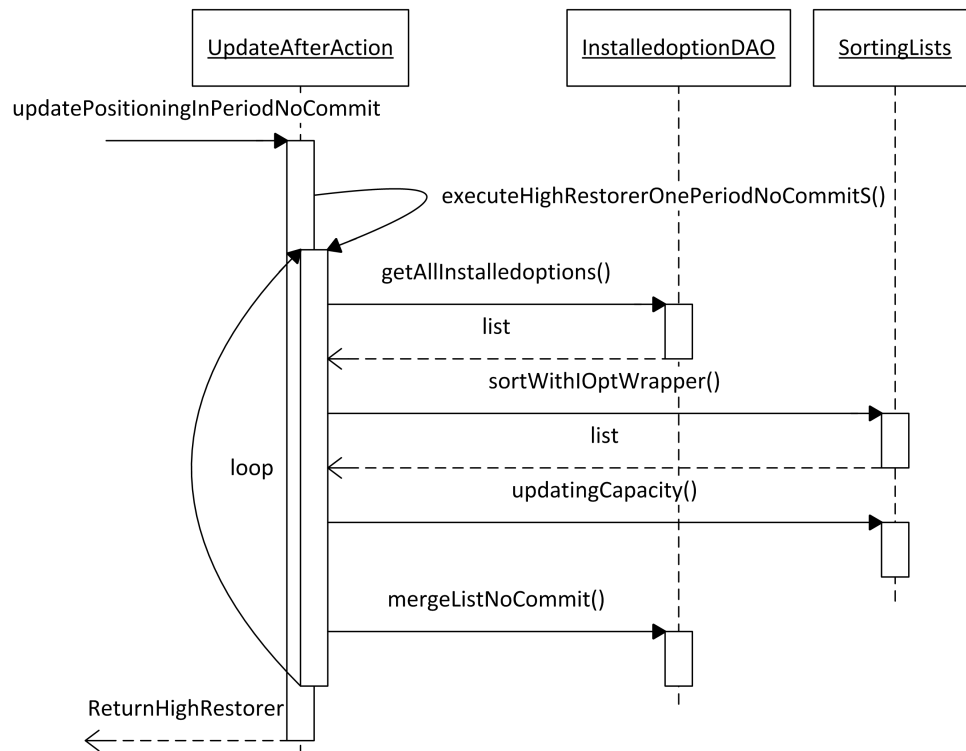 UpdateAfterAction
InstalledoptionDAO
SortingLists
updatePositioningInPeriodNoCommit
executeHighRestorerOnePeriodNoCommitS()
getAllInstalledoptions()
list
sortWithIOptWrapper()
list
loop
updatingCapacity()
mergeListNoCommit()
ReturnHighRestorer